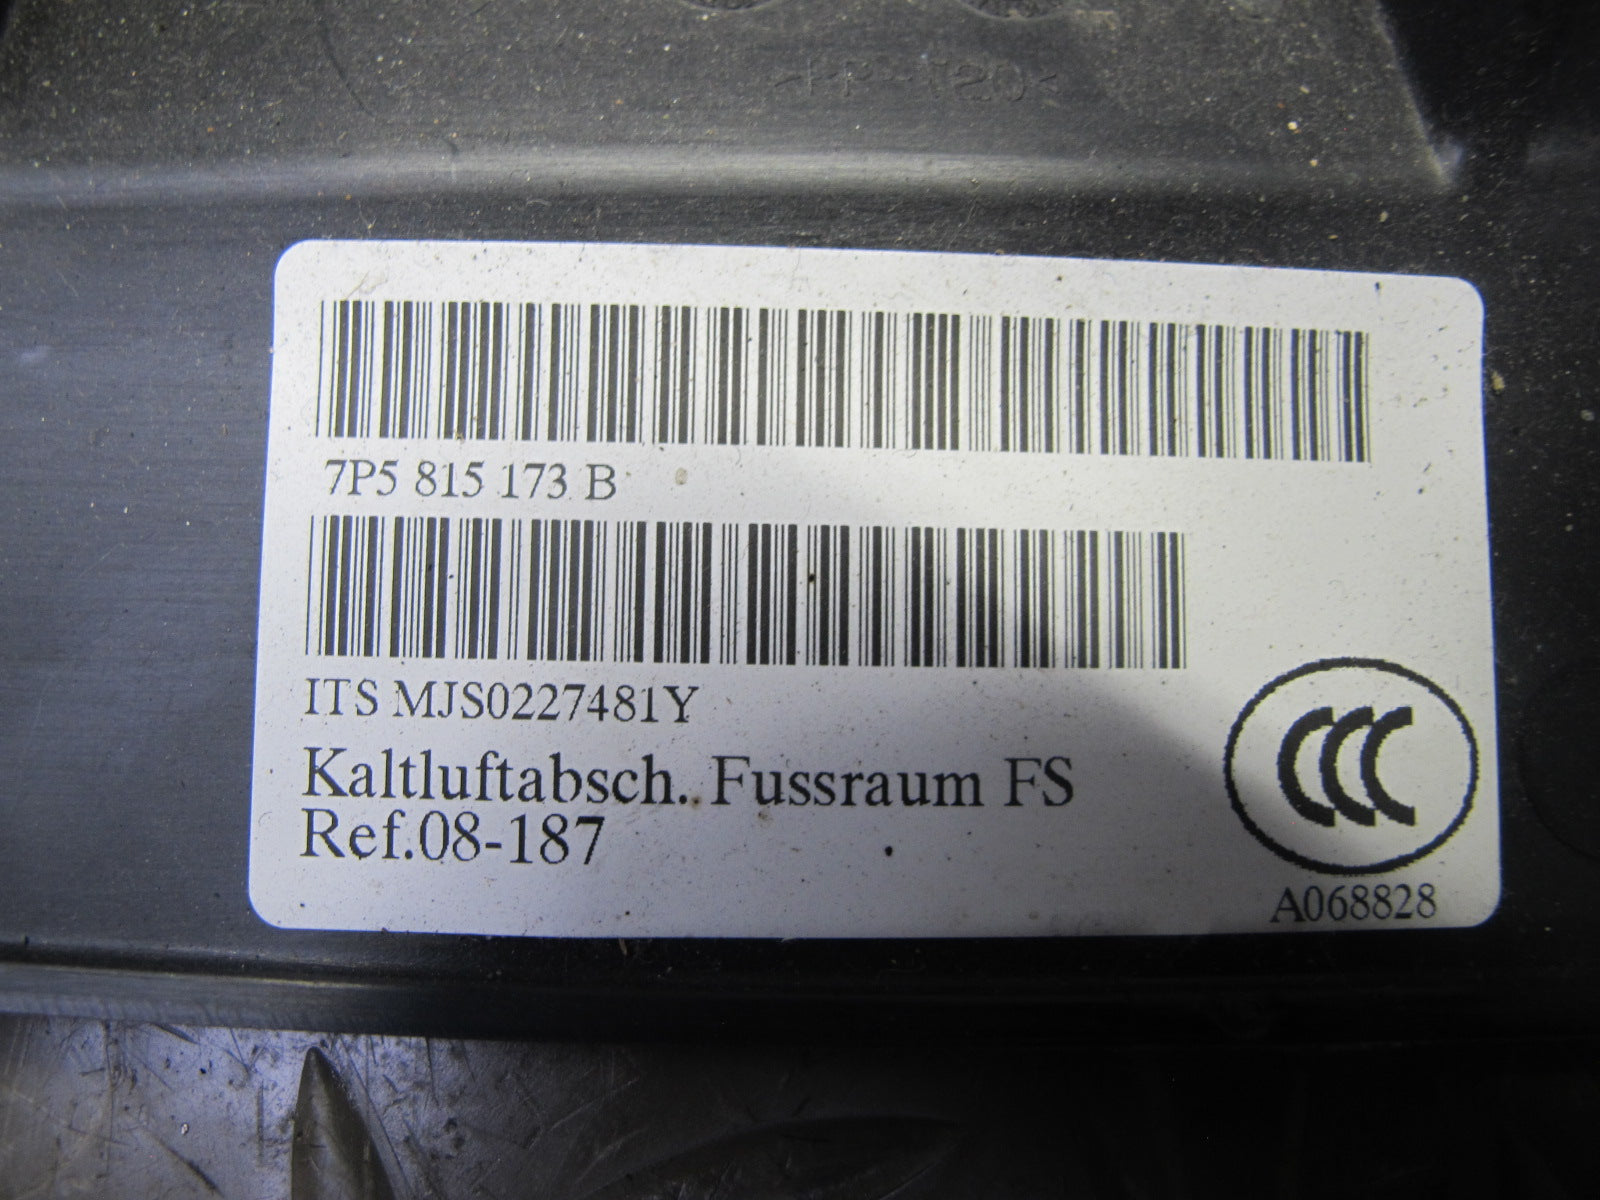 7P5 815 173 B
ITS MJS0227481Y
Kaltluftabsch. Fussraum FS
Ref.08-187
CCC
A068828